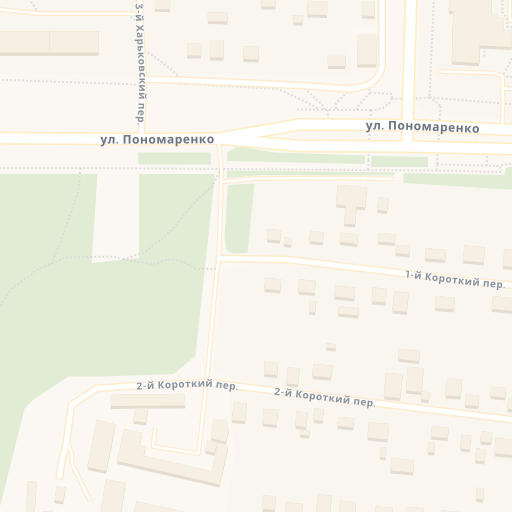 3-й Харьковский пер.
ул. Пономаренко
ул. Пономаренко
1-й Короткий пер.
2-й Короткий пер.
2-й Короткий пер.